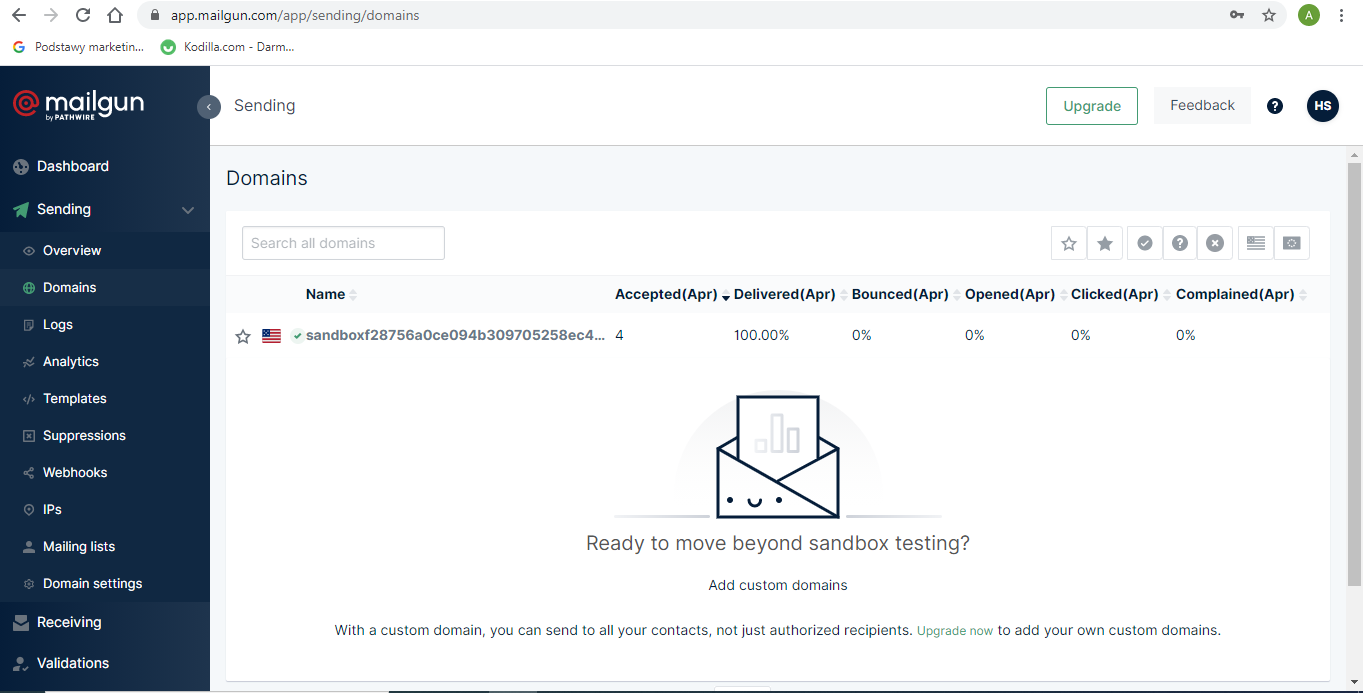 app.mailgun.com/app/sending/domains
A
Podstawy marketin...
Kodilla.com - Darm...
mailgun
by PATHWIRE
Sending
Upgrade
Feedback
?
HS
Dashboard
Sending
Overview
Domains
Logs
Analytics
Templates
Suppressions
Webhooks
IPs
Mailing lists
Domain settings
Receiving
Validations
Domains
Search all domains
Name Accepted(Apr) Delivered(Apr) Bounced(Apr) Opened(Apr) Clicked(Apr) Complained(Apr)
sandboxf28756a0ce094b309705258ec4... 4 100.00% 0% 0% 0% 0%
Ready to move beyond sandbox testing?
Add custom domains
With a custom domain, you can send to all your contacts, not just authorized recipients. Upgrade now to add your own custom domains.